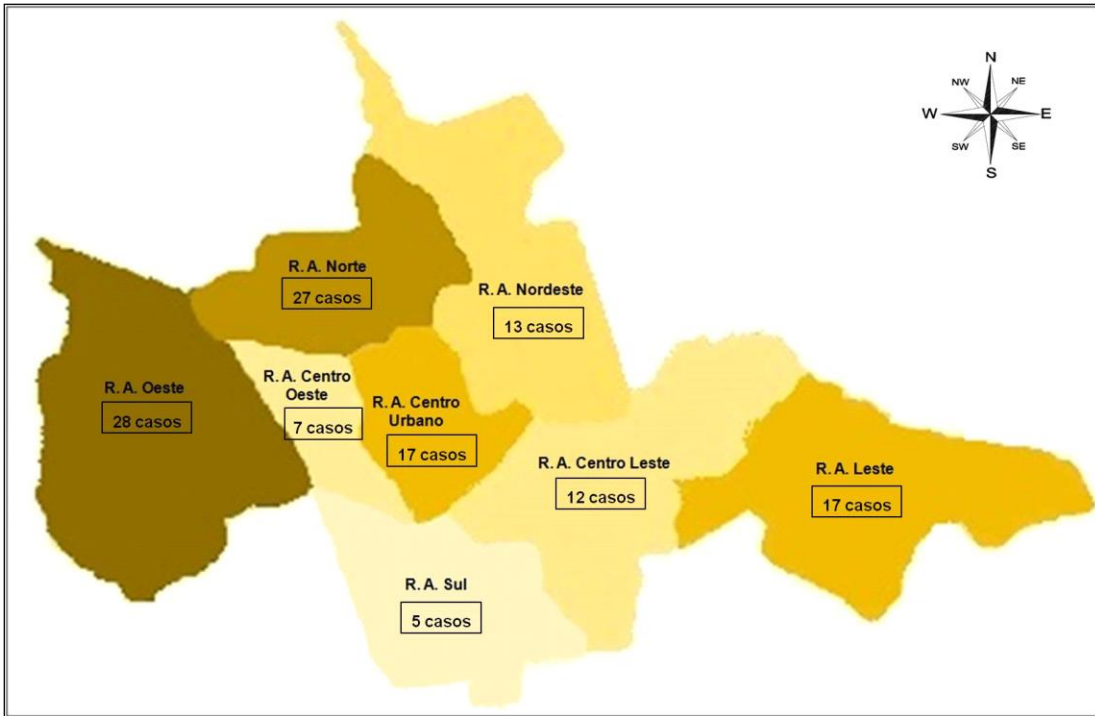 N
NW
NE
W
E
SW
SE
S
R. A. Norte
27 casos
R. A. Nordeste
13 casos
R. A. Oeste
28 casos
R. A. Centro
Oeste
7 casos
R. A. Centro
Urbano
17 casos
R. A. Centro Leste
12 casos
R. A. Leste
17 casos
R. A. Sul
5 casos